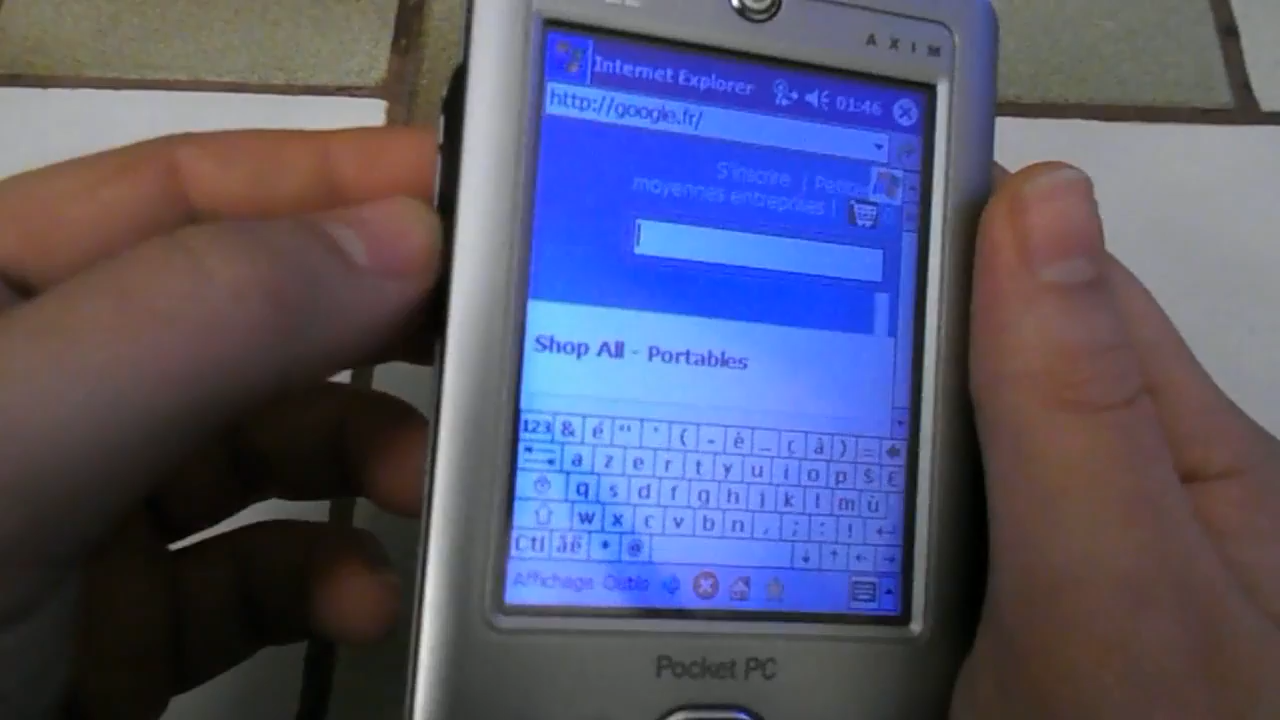 AXIM
Internet Explorer 01:46
http://google.fr/
S'inscrire |
moyennes entreprises |
Shop All - Portables
123 & é " ' ( - è _ ç à ) =
a z e r t y u i o p $ £
q s d f g h j k l m ù
w x c v b n , ; : !
Ctl áë * @
Affichage Outils
Pocket PC